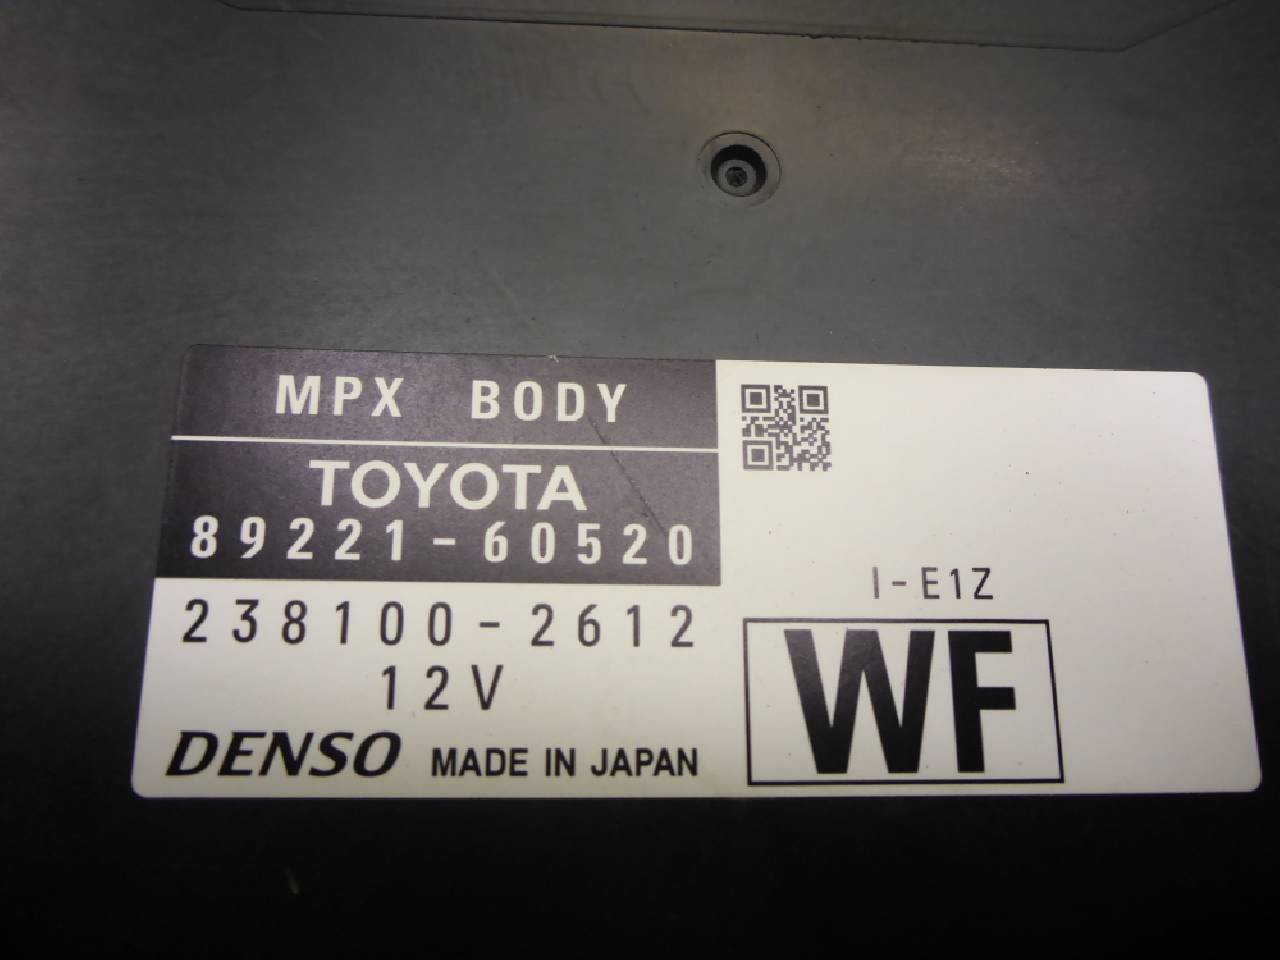 MPX BODY
TOYOTA
89221-60520
238100-2612
12V
DENSO MADE IN JAPAN
I-E1Z
WF